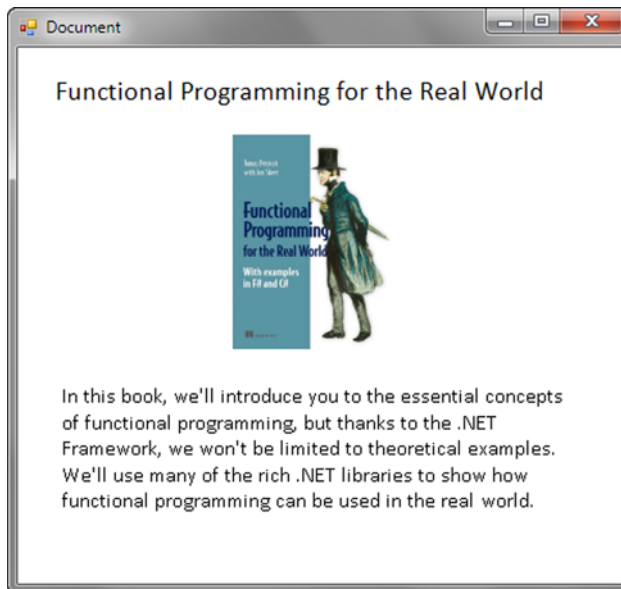 Document
Functional Programming for the Real World
Tomas Petricek
with Jon Skeet
Functional
Programming
for the Real World
With examples
in F# and C#
In this book, we'll introduce you to the essential concepts
of functional programming, but thanks to the .NET
Framework, we won't be limited to theoretical examples.
We'll use many of the rich .NET libraries to show how
functional programming can be used in the real world.